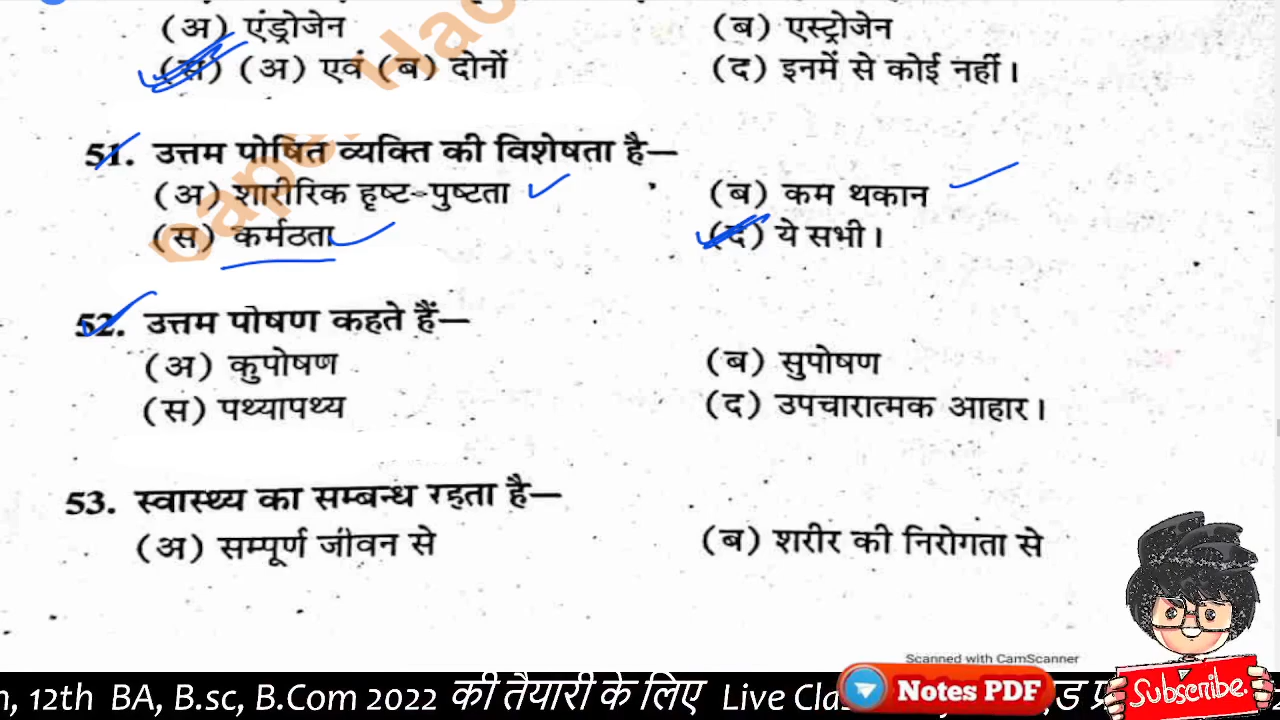 (अ) एंड्रोजेन (ब) एस्ट्रोजेन
(स) (अ) एवं (ब) दोनों (द) इनमें से कोई नहीं।
51. उत्तम पोषित व्यक्ति की विशेषता है—
(अ) शारीरिक हृष्ट-पुष्टता (ब) कम थकान
(स) कर्मठता (द) ये सभी।
52. उत्तम पोषण कहते हैं—
(अ) कुपोषण (ब) सुपोषण
(स) पथ्यापथ्य (द) उपचारात्मक आहार।
53. स्वास्थ्य का सम्बन्ध रहता है—
(अ) सम्पूर्ण जीवन से (ब) शरीर की निरोगता से
Scanned with CamScanner
12th BA, B.sc, B.Com 2022 की तैयारी के लिए Live
Notes PDF
Subscribe.